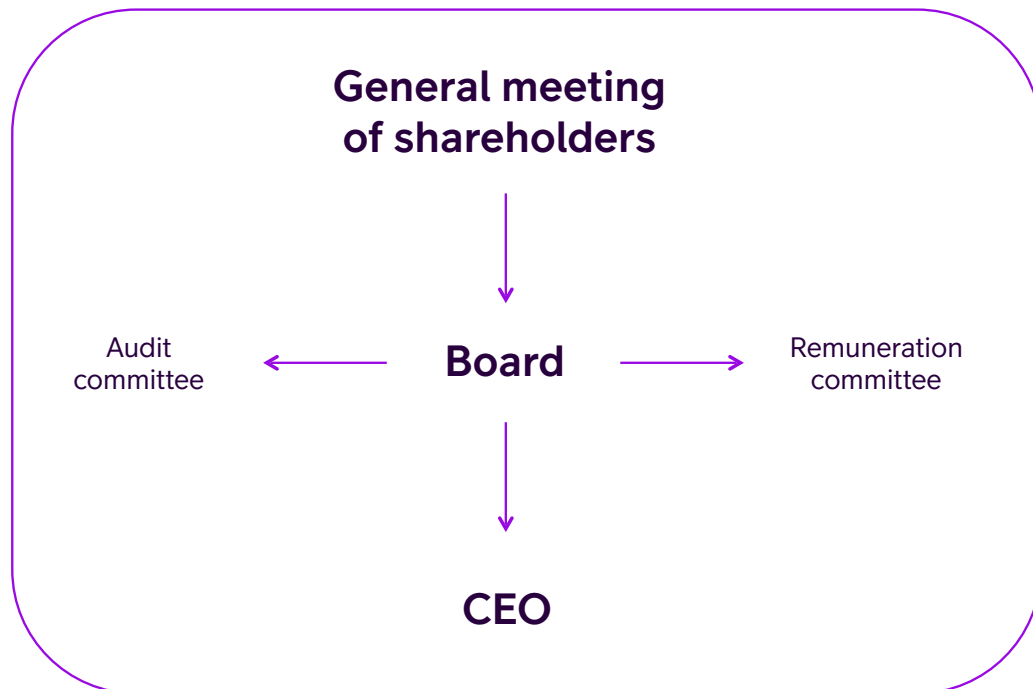 General meeting
of shareholders
Audit
committee
Board
Remuneration
committee
CEO